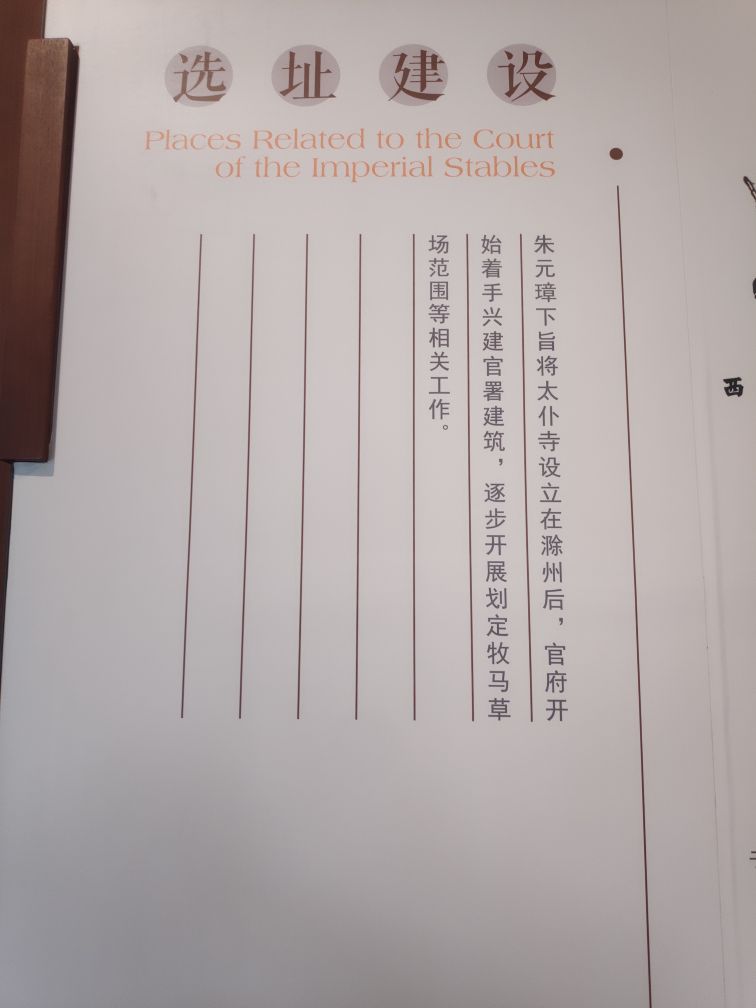 选址建设
Places Related to the Court
of the Imperial Stables
朱元璋下旨将太仆寺设立在滁州后，官府开
始着手兴建官署建筑，逐步开展划定牧马草
场范围等相关工作。
西